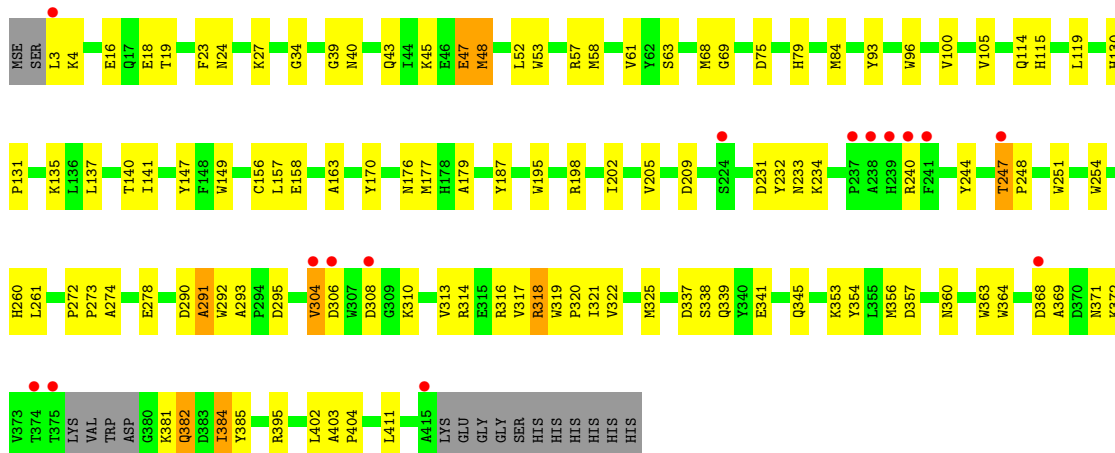 MSE SER L3 K4 E16 Q17 E18 T19 F23 N24 K27 G34 G39 N40 Q43 I44 K45 E46 E47 M48 L52 W53 R57 M58 V61 Y62 S63 M68 G69 D75 H79 M84 Y93 W96 V100 V105 Q114 H115 L119 H130
P131 K135 L136 L137 T140 I141 Y147 F148 W149 C156 L157 E158 A163 Y170 N176 M177 H178 A179 Y187 W195 R198 I202 V205 D209 S224 D231 Y232 N233 K234 P237 A238 H239 R240 F241 Y244 T247 P248 W251 W254
H260 L261 P272 P273 A274 E278 D290 A291 W292 A293 P294 D295 V304 D306 W307 D308 G309 K310 V313 R314 E315 R316 V317 R318 W319 P320 I321 V322 M325 D337 S338 Q339 Y340 E341 Q345 K353 Y354 L355 M356 D357 N360 W363 W364 D368 A369 D370 N371 K372
V373 T374 T375 LYS VAL TRP ASP G380 K381 Q382 D383 I384 Y385 R395 L402 A403 P404 L411 A415 LYS GLU GLY GLY SER HIS HIS HIS HIS HIS HIS